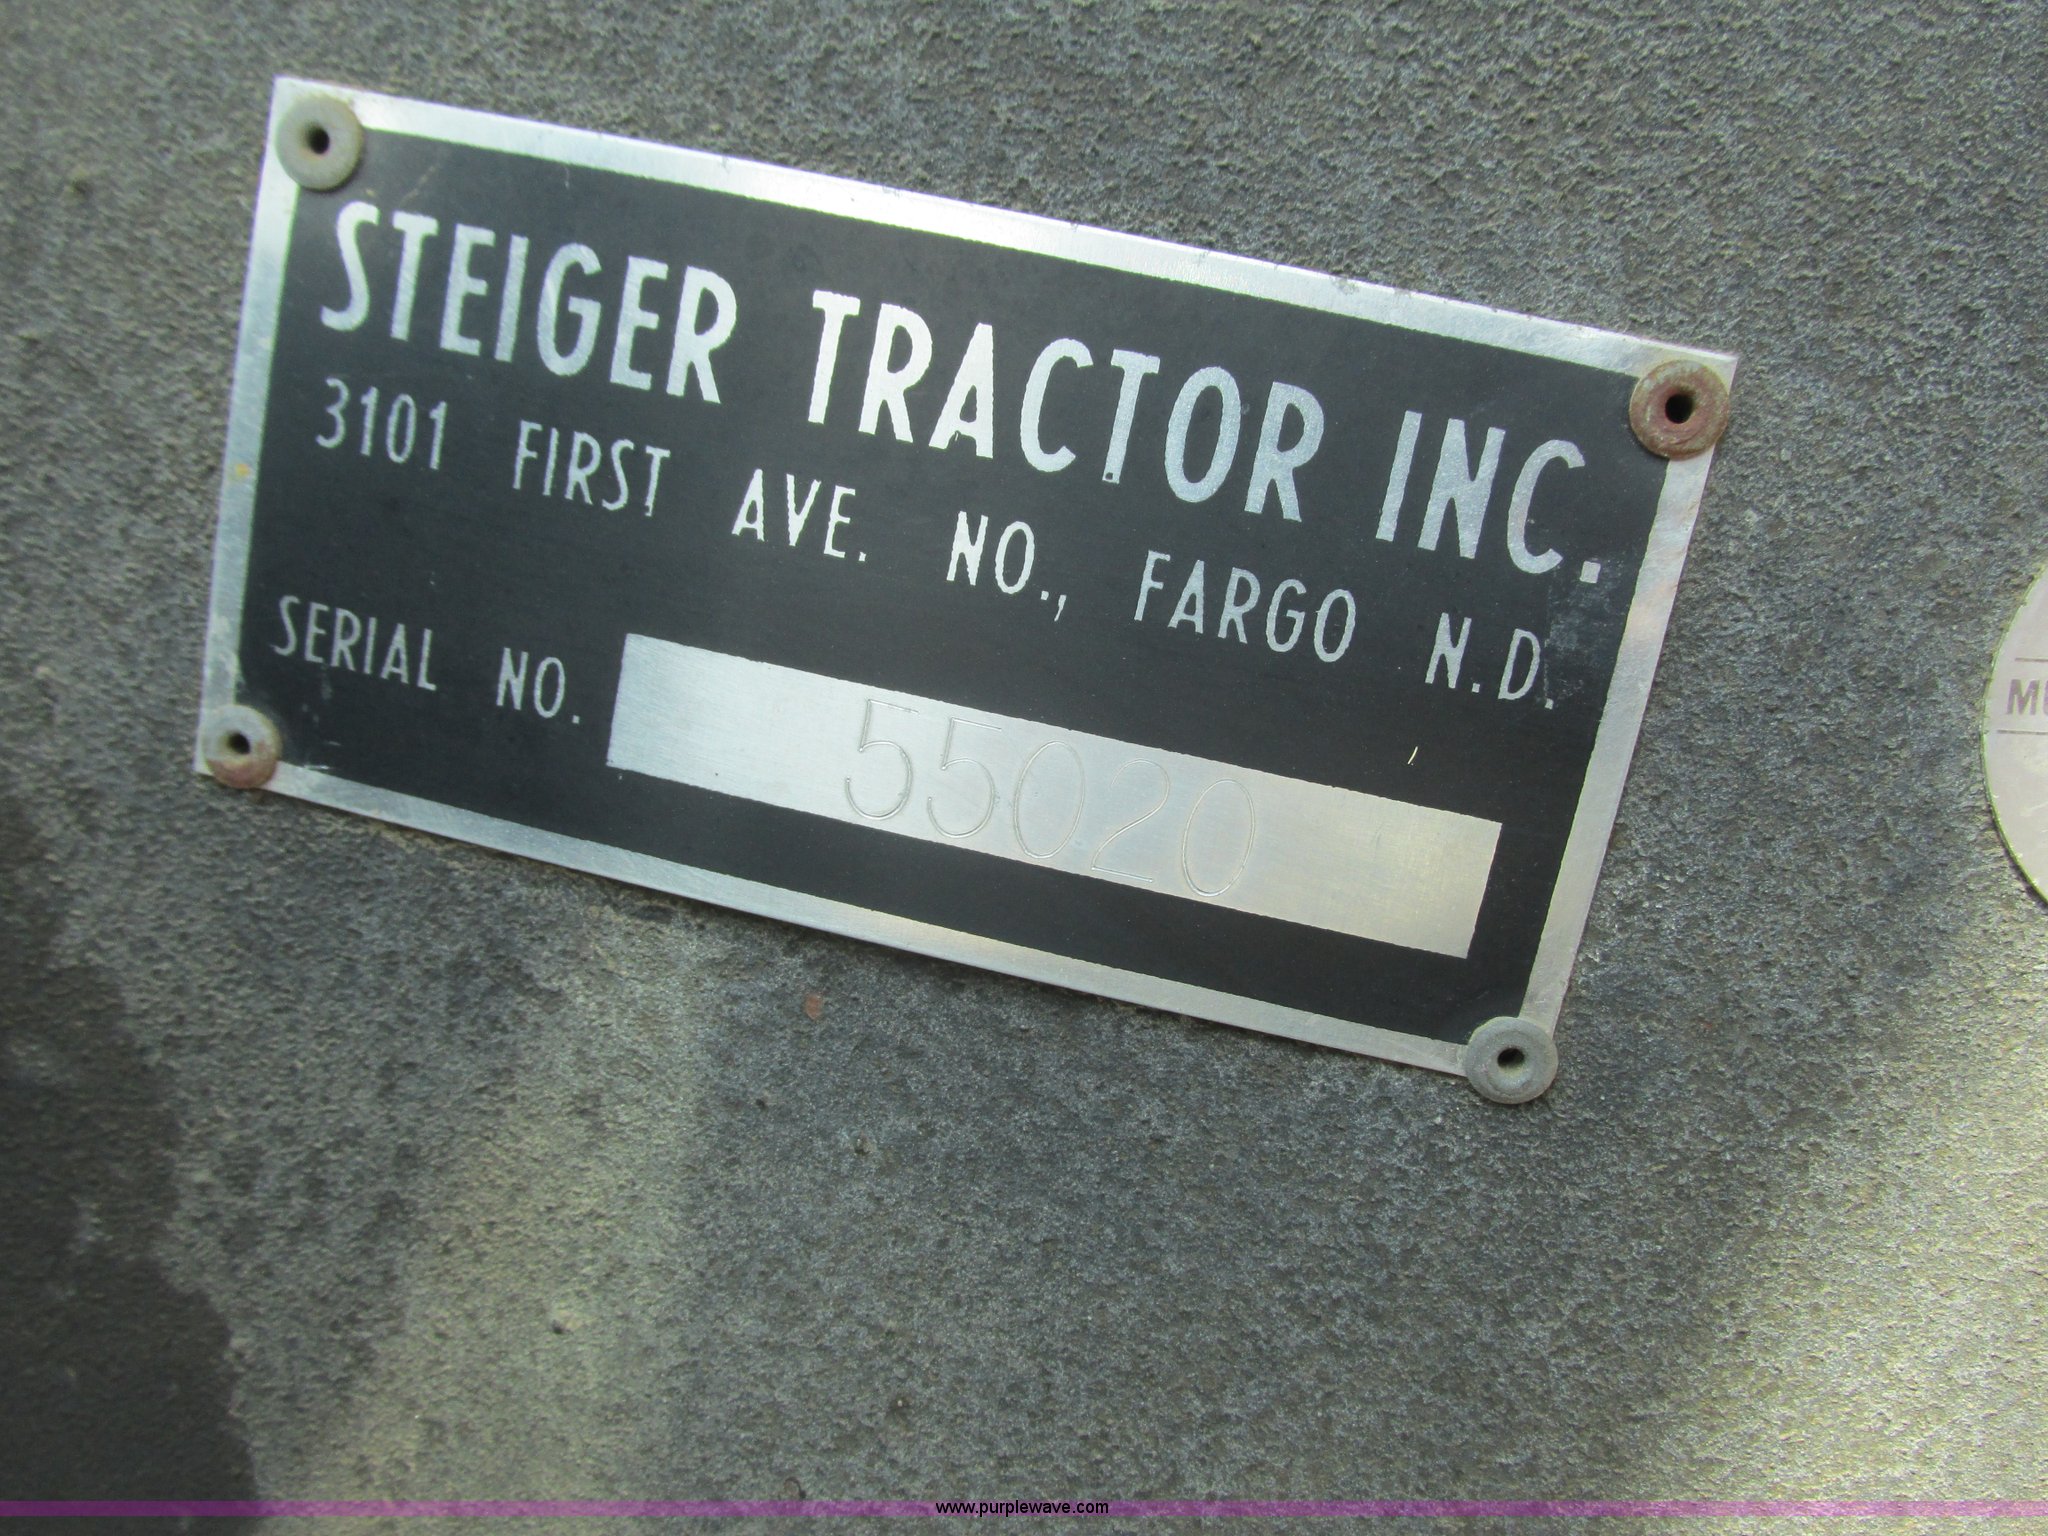 STEIGER TRACTOR INC.
3101 FIRST AVE. NO., FARGO N.D.
SERIAL NO. 55020
www.purplewave.com